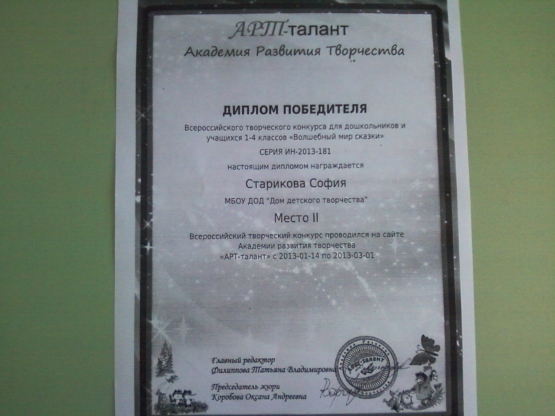 АРТ-талант
Академия Развития Творчества
ДИПЛОМ ПОБЕДИТЕЛЯ
Всероссийского творческого конкурса для дошкольников и
учащихся 1-4 классов «Волшебный мир сказки»
СЕРИЯ ИН-2013-181
настоящим дипломом награждается
Старикова София
МБОУ ДОД "Дом детского творчества"
Место II
Всероссийский творческий конкурс проводился на сайте
Академии развития творчества
«АРТ-талант» с 2013-01-14 по 2013-03-01
Главный редактор
Филиппова Татьяна Владимировна
Председатель жюри
Коробова Оксана Андреевна
АРТ-ТАЛАНТ